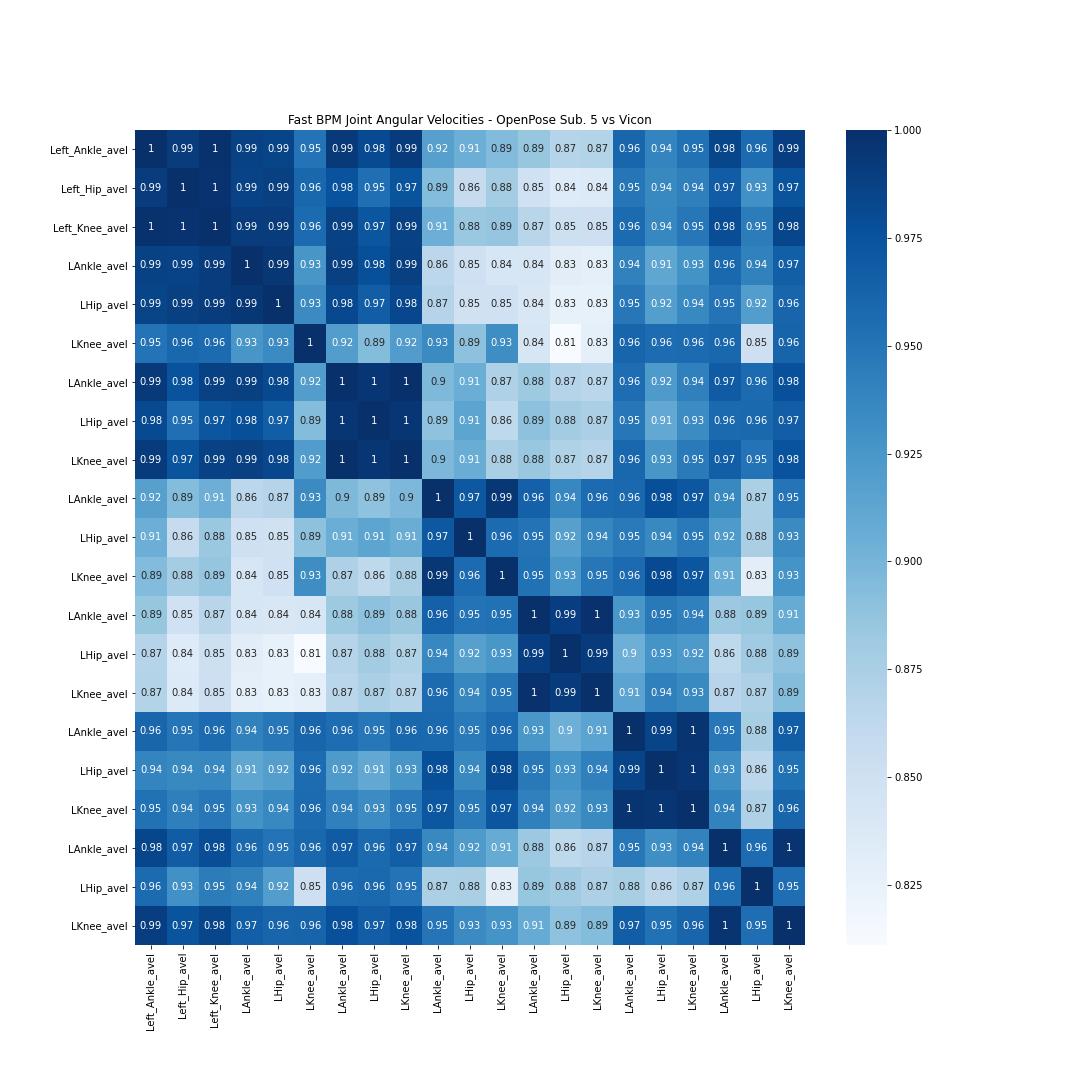 Fast BPM Joint Angular Velocities - OpenPose Sub. 5 vs Vicon
Left_Ankle_avel 1 0.99 1 0.99 0.99 0.95 0.99 0.98 0.99 0.92 0.91 0.89 0.89 0.87 0.87 0.96 0.94 0.95 0.98 0.96 0.99
Left_Hip_avel 0.99 1 1 0.99 0.99 0.96 0.98 0.95 0.97 0.89 0.86 0.88 0.85 0.84 0.84 0.95 0.94 0.94 0.97 0.93 0.97
Left_Knee_avel 1 1 1 0.99 0.99 0.96 0.99 0.97 0.99 0.91 0.88 0.89 0.87 0.85 0.85 0.96 0.94 0.95 0.98 0.95 0.98
LAnkle_avel 0.99 0.99 0.99 1 0.99 0.93 0.99 0.98 0.99 0.86 0.85 0.84 0.84 0.83 0.83 0.94 0.91 0.93 0.96 0.94 0.97
LHip_avel 0.99 0.99 0.99 0.99 1 0.93 0.98 0.97 0.98 0.87 0.85 0.85 0.84 0.83 0.83 0.95 0.92 0.94 0.95 0.92 0.96
LKnee_avel 0.95 0.96 0.96 0.93 0.93 1 0.92 0.89 0.92 0.93 0.89 0.93 0.84 0.81 0.83 0.96 0.96 0.96 0.96 0.85 0.96
LAnkle_avel 0.99 0.98 0.99 0.99 0.98 0.92 1 1 1 0.9 0.91 0.87 0.88 0.87 0.87 0.96 0.92 0.94 0.97 0.96 0.98
LHip_avel 0.98 0.95 0.97 0.98 0.97 0.89 1 1 1 0.89 0.91 0.86 0.89 0.88 0.87 0.95 0.91 0.93 0.96 0.96 0.97
LKnee_avel 0.99 0.97 0.99 0.99 0.98 0.92 1 1 1 0.9 0.91 0.88 0.88 0.87 0.87 0.96 0.93 0.95 0.97 0.95 0.98
LAnkle_avel 0.92 0.89 0.91 0.86 0.87 0.93 0.9 0.89 0.9 1 0.97 0.99 0.96 0.94 0.96 0.96 0.98 0.97 0.94 0.87 0.95
LHip_avel 0.91 0.86 0.88 0.85 0.85 0.89 0.91 0.91 0.91 0.97 1 0.96 0.95 0.92 0.94 0.95 0.94 0.95 0.92 0.88 0.93
LKnee_avel 0.89 0.88 0.89 0.84 0.85 0.93 0.87 0.86 0.88 0.99 0.96 1 0.95 0.93 0.95 0.96 0.98 0.97 0.91 0.83 0.93
LAnkle_avel 0.89 0.85 0.87 0.84 0.84 0.84 0.88 0.89 0.88 0.96 0.95 0.95 1 0.99 1 0.93 0.95 0.94 0.88 0.89 0.91
LHip_avel 0.87 0.84 0.85 0.83 0.83 0.81 0.87 0.88 0.87 0.94 0.92 0.93 0.99 1 0.99 0.9 0.93 0.92 0.86 0.88 0.89
LKnee_avel 0.87 0.84 0.85 0.83 0.83 0.83 0.87 0.87 0.87 0.96 0.94 0.95 1 0.99 1 0.91 0.94 0.93 0.87 0.87 0.89
LAnkle_avel 0.96 0.95 0.96 0.94 0.95 0.96 0.96 0.95 0.96 0.96 0.95 0.96 0.93 0.9 0.91 1 0.99 1 0.95 0.88 0.97
LHip_avel 0.94 0.94 0.94 0.91 0.92 0.96 0.92 0.91 0.93 0.98 0.94 0.98 0.95 0.93 0.94 0.99 1 1 0.93 0.86 0.95
LKnee_avel 0.95 0.94 0.95 0.93 0.94 0.96 0.94 0.93 0.95 0.97 0.95 0.97 0.94 0.92 0.93 1 1 1 0.94 0.87 0.96
LAnkle_avel 0.98 0.97 0.98 0.96 0.95 0.96 0.97 0.96 0.97 0.94 0.92 0.91 0.88 0.86 0.87 0.95 0.93 0.94 1 0.96 1
LHip_avel 0.96 0.93 0.95 0.94 0.92 0.85 0.96 0.96 0.95 0.87 0.88 0.83 0.89 0.88 0.87 0.88 0.86 0.87 0.96 1 0.95
LKnee_avel 0.99 0.97 0.98 0.97 0.96 0.96 0.98 0.97 0.98 0.95 0.93 0.93 0.91 0.89 0.89 0.97 0.95 0.96 1 0.95 1
Left_Ankle_avel
Left_Hip_avel
Left_Knee_avel
LAnkle_avel
LHip_avel
LKnee_avel
LAnkle_avel
LHip_avel
LKnee_avel
LAnkle_avel
LHip_avel
LKnee_avel
LAnkle_avel
LHip_avel
LKnee_avel
LAnkle_avel
LHip_avel
LKnee_avel
LAnkle_avel
LHip_avel
LKnee_avel
1.000
0.975
0.950
0.925
0.900
0.875
0.850
0.825